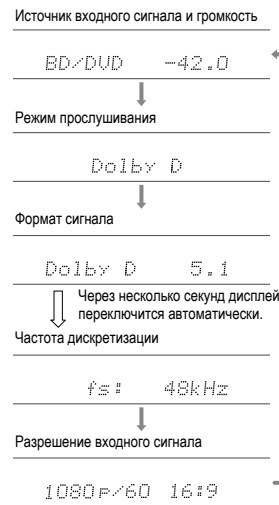 Источник входного сигнала и громкость
BD/DVD -42.0
Режим прослушивания
Dolby D
Формат сигнала
Dolby D 5.1
Через несколько секунд дисплей
переключится автоматически.
Частота дискретизации
fs: 48kHz
Разрешение входного сигнала
1080p/60 16:9